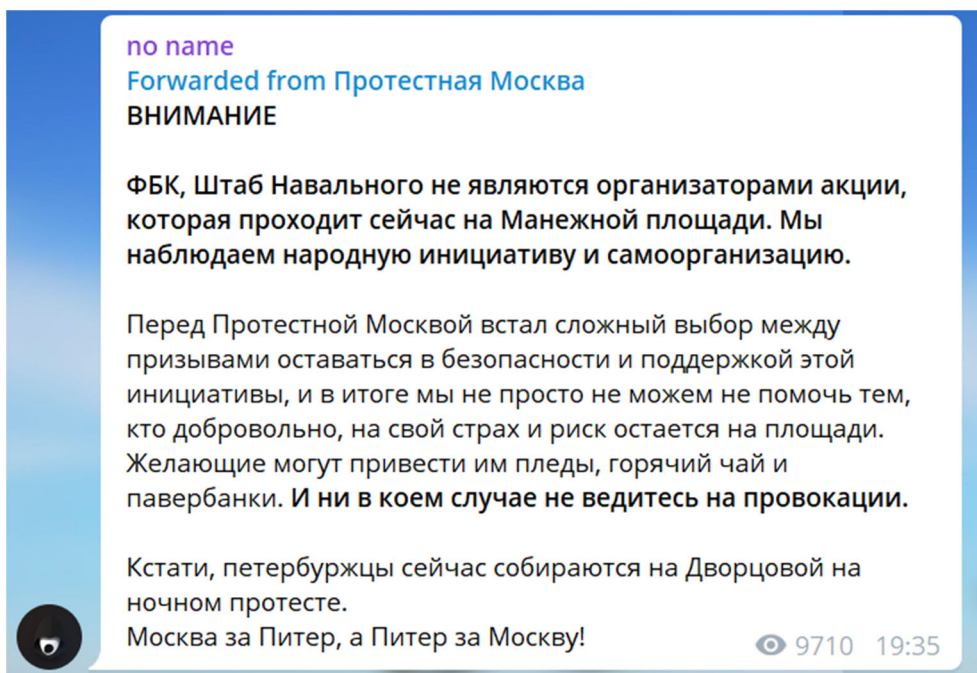 no name
Forwarded from Протестная Москва
ВНИМАНИЕ
ФБК, Штаб Навального не являются организаторами акции,
которая проходит сейчас на Манежной площади. Мы
наблюдаем народную инициативу и самоорганизацию.
Перед Протестной Москвой встал сложный выбор между
призывами оставаться в безопасности и поддержкой этой
инициативы, и в итоге мы не просто не можем не помочь тем,
кто добровольно, на свой страх и риск остается на площади.
Желающие могут привести им пледы, горячий чай и
павербанки. И ни в коем случае не ведитесь на провокации.
Кстати, петербуржцы сейчас собираются на Дворцовой на
ночном протесте.
Москва за Питер, а Питер за Москву!
9710 19:35